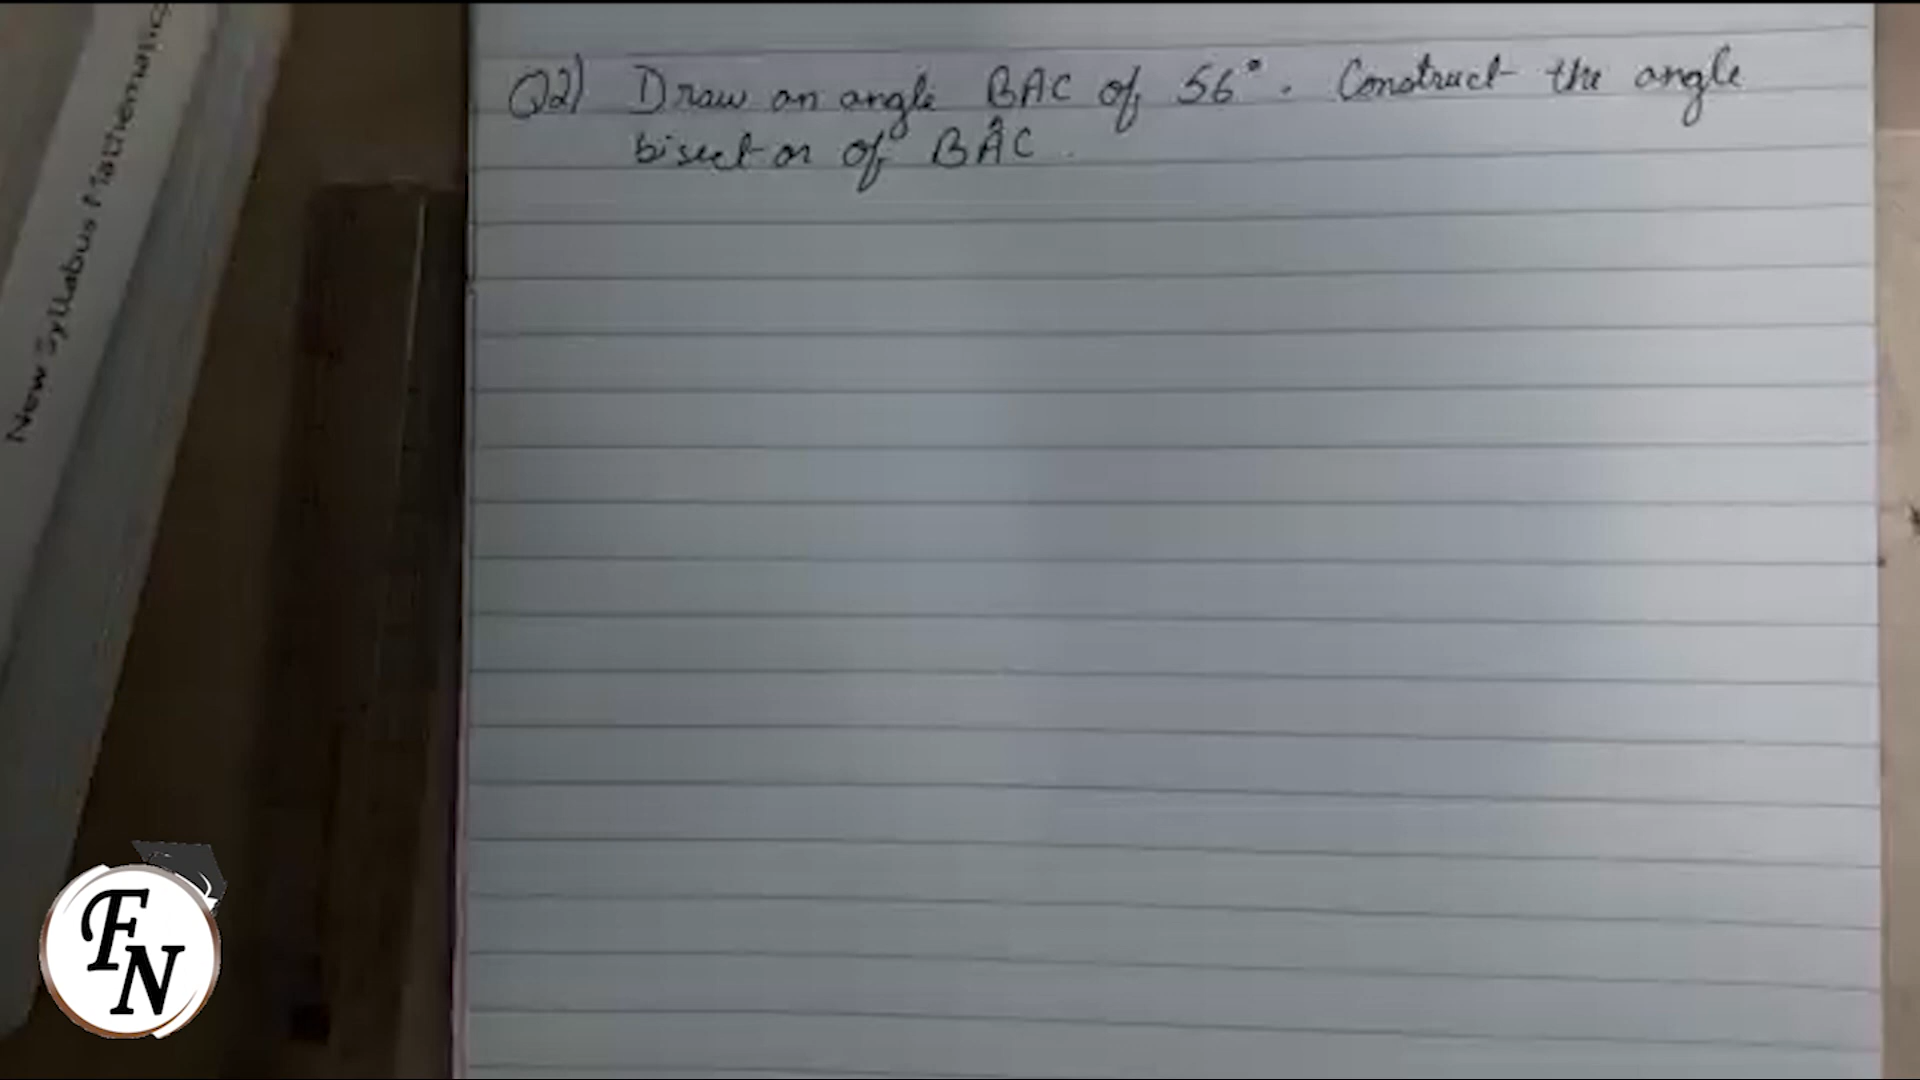 New Syllabus Mathematics
Q2) Draw an angle BAC of 56°. Construct the angle
bisector of BÂC.
FN